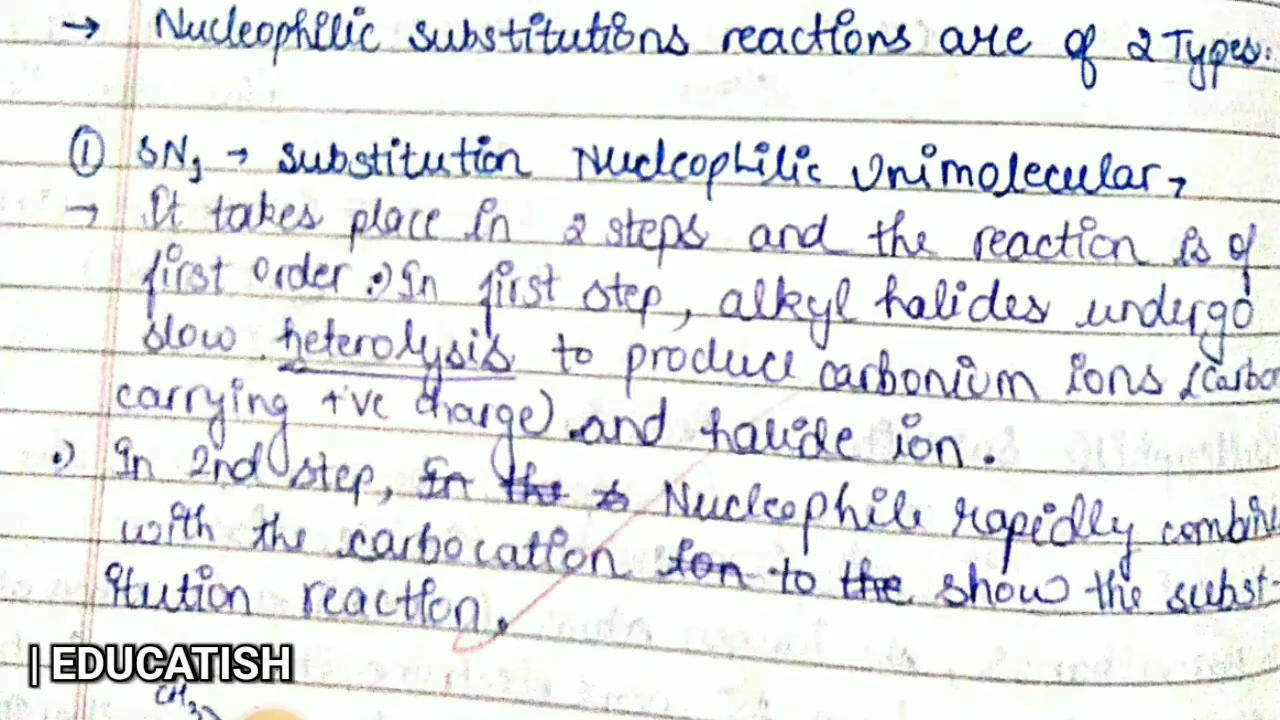 → Nucleophilic substitutions reactions are of 2 Types.
① SN1 → Substitution Nucleophilic Unimolecular →
→ It takes place in 2 steps and the reaction is of
first order •) In first step, alkyl halides undergo
slow heterolysis to produce carbonium ions (Carbon
carrying +ve charge) and halide ion.
•) In 2nd step, In the Nucleophile rapidly combine
with the carbocation ion to the show the subst-
itution reaction.
| EDUCATISH
CH3